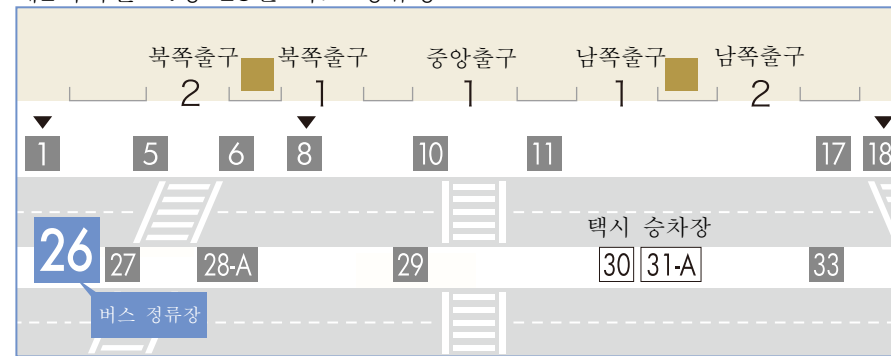 북쪽출구 북쪽출구 중앙출구 남쪽출구 남쪽출구
2 1 1 1 2
1 5 6 8 10 11 17 18
택시 승차장
26 27 28-A 29 30 31-A 33
버스 정류장